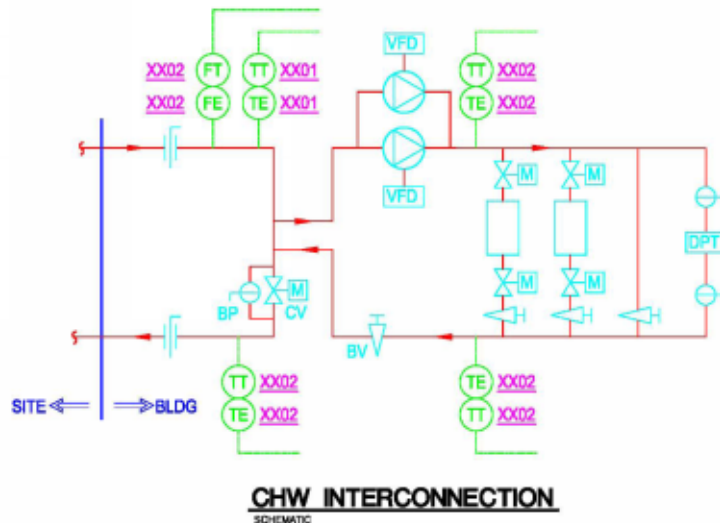 VFD
XX02 FT TT XX01 TT XX02
XX02 FE TE XX01 TE XX02
VFD
M M
DPT
BP M CV M M
BV
TT XX02 TE XX02
SITE BLDG TE XX02 TT XX02
CHW INTERCONNECTION
SCHEMATIC